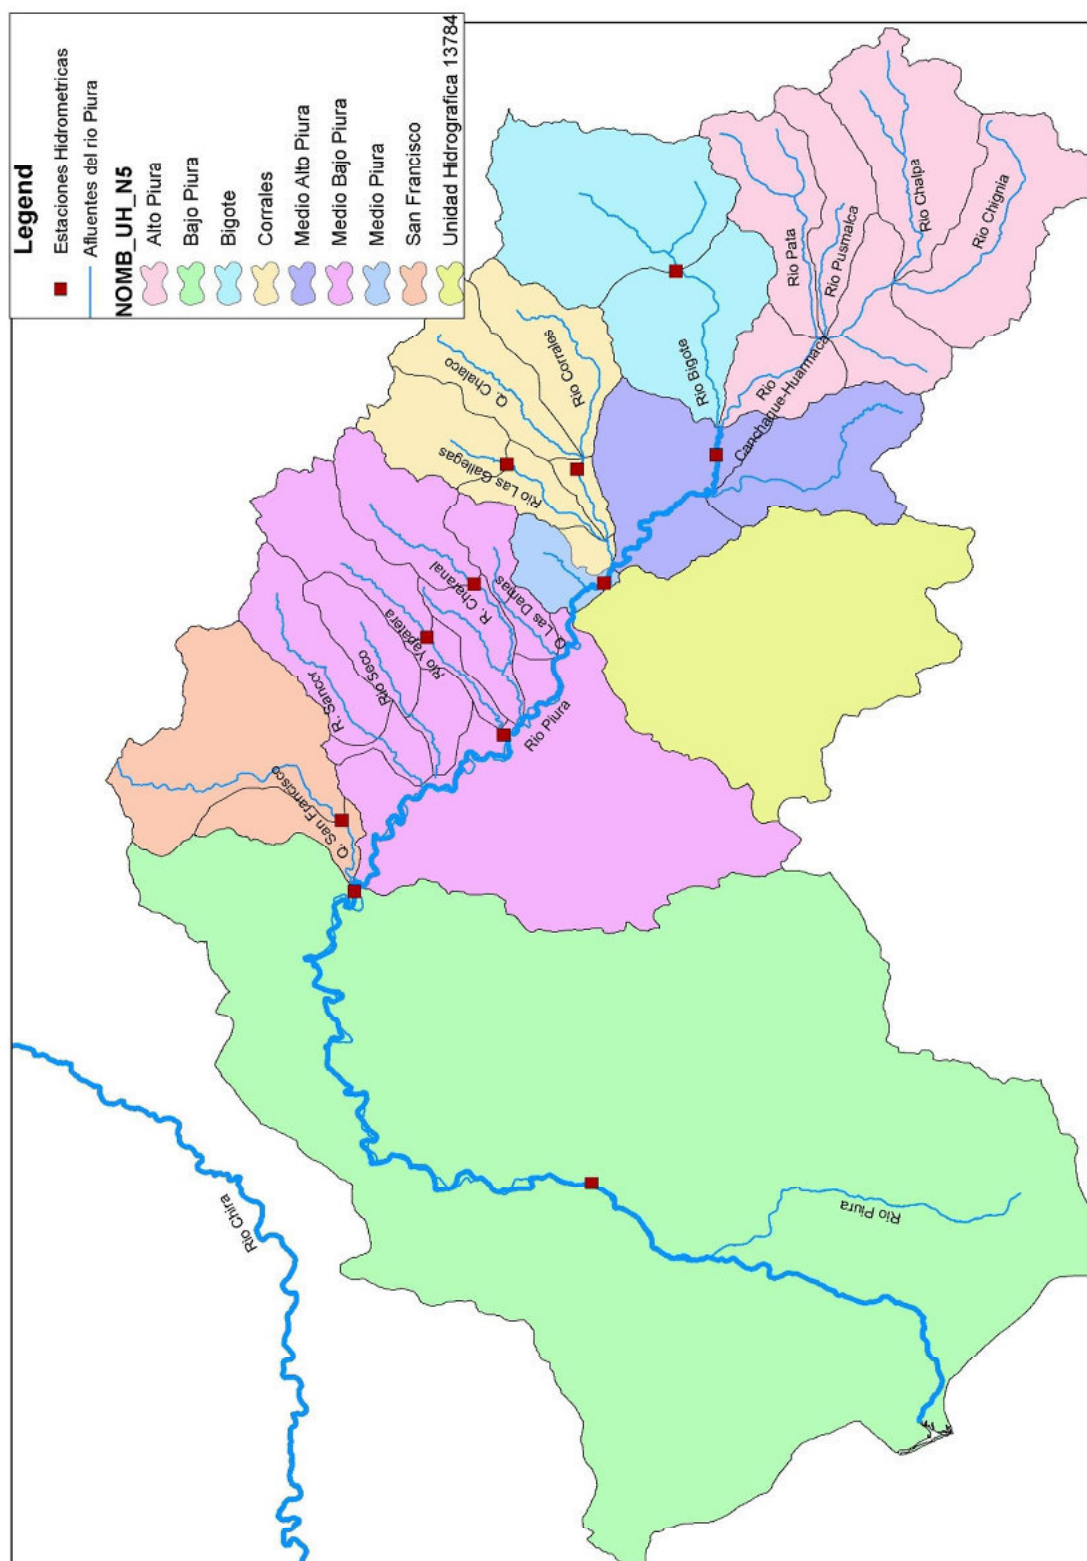 Legend
Estaciones Hidrometricas
Afluentes del rio Piura
NOMB_UH_N5
Alto Piura
Bajo Piura
Bigote
Corrales
Medio Alto Piura
Medio Bajo Piura
Medio Piura
San Francisco
Unidad Hidrografica 13784
Rio Chira
Q. San Francisco
R. Sancor
Rio Seco
Rio Yapatera
R. Charanal
Q. Las Damas
Rio Las Gallegas
Q. Chalaco
Rio Corrales
Rio Bigote
Rio Piura
Rio
Canchaque-Huarmaca
Rio Pata
Rio Pusmalca
Rio Chalpa
Rio Chignia
Rio Piura